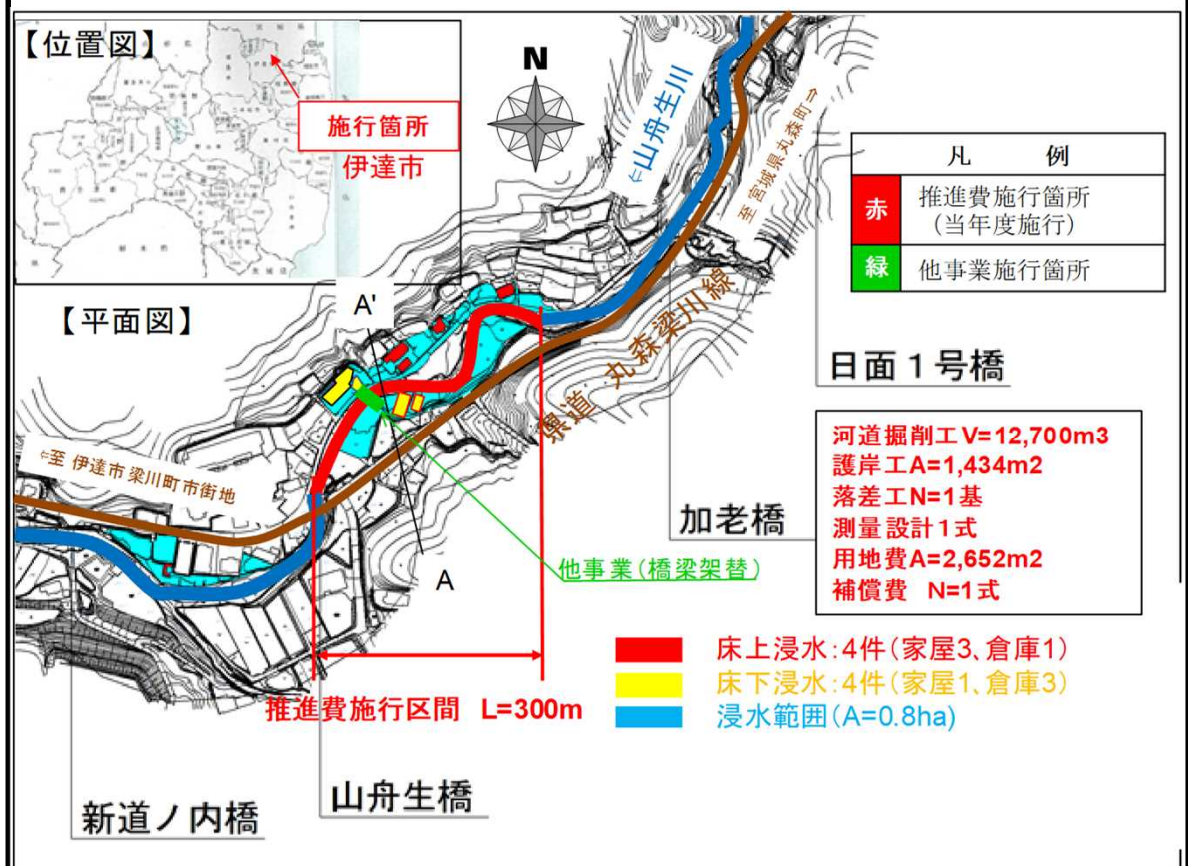 【位置図】
施行箇所
伊達市
N
⇐山舟生川
至 宮城県丸森町⇒
凡 例
赤 推進費施行箇所
(当年度施行)
緑 他事業施行箇所
【平面図】
A'
県道 丸森梁川線
日面1号橋
⇐至 伊達市梁川町市街地
河道掘削工V=12,700m3
護岸工A=1,434m2
落差工N=1基
測量設計1式
用地費A=2,652m2
補償費 N=1式
加老橋
他事業(橋梁架替)
A
床上浸水:4件(家屋3、倉庫1)
床下浸水:4件(家屋1、倉庫3)
浸水範囲(A=0.8ha)
推進費施行区間 L=300m
山舟生橋
新道ノ内橋